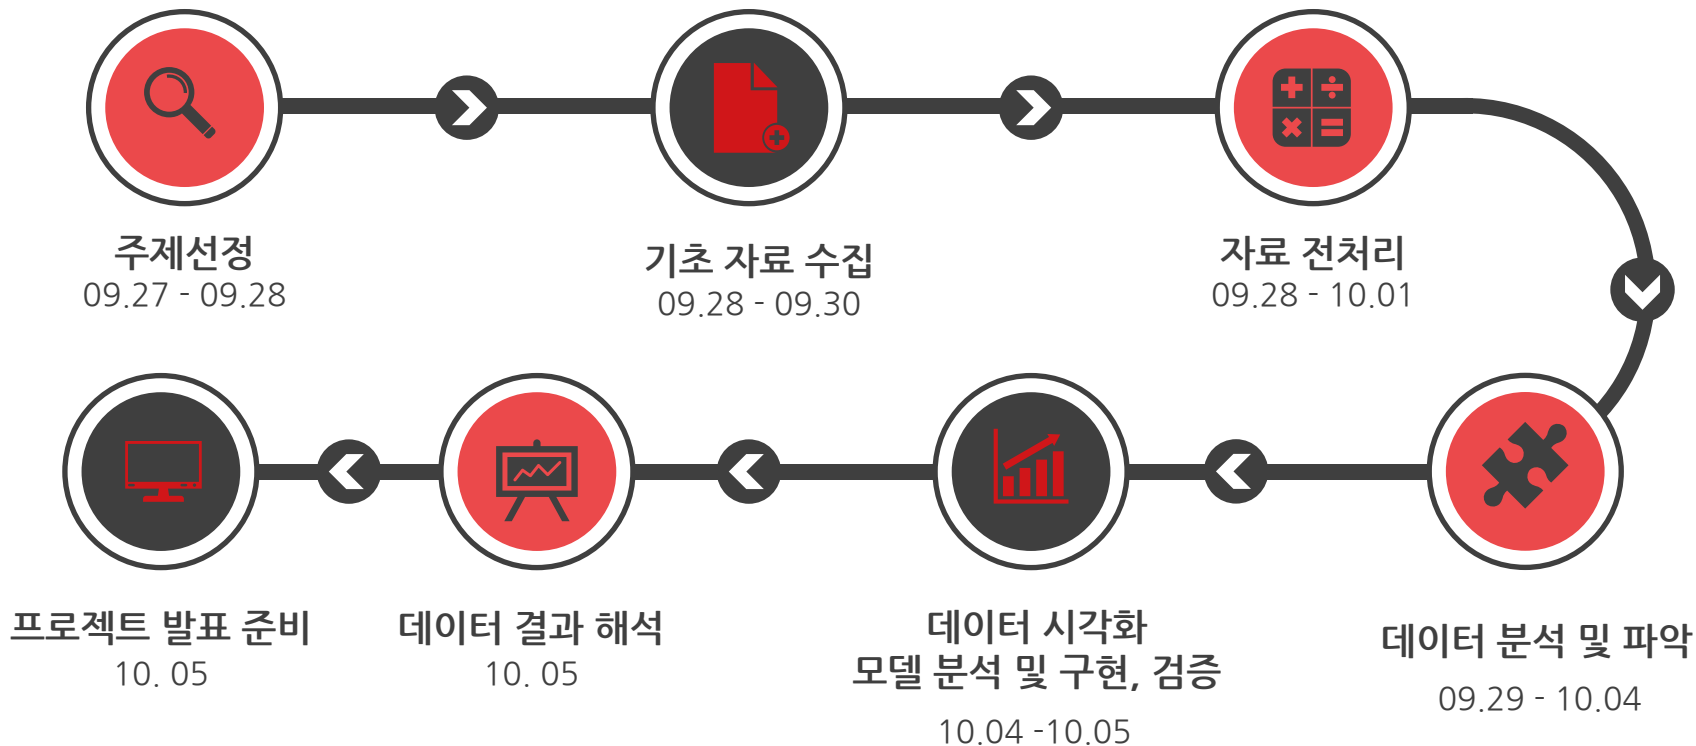 주제선정
09.27 - 09.28
기초 자료 수집
09.28 - 09.30
자료 전처리
09.28 - 10.01
데이터 분석 및 파악
09.29 - 10.04
데이터 시각화
모델 분석 및 구현, 검증
10.04 -10.05
데이터 결과 해석
10. 05
프로젝트 발표 준비
10. 05